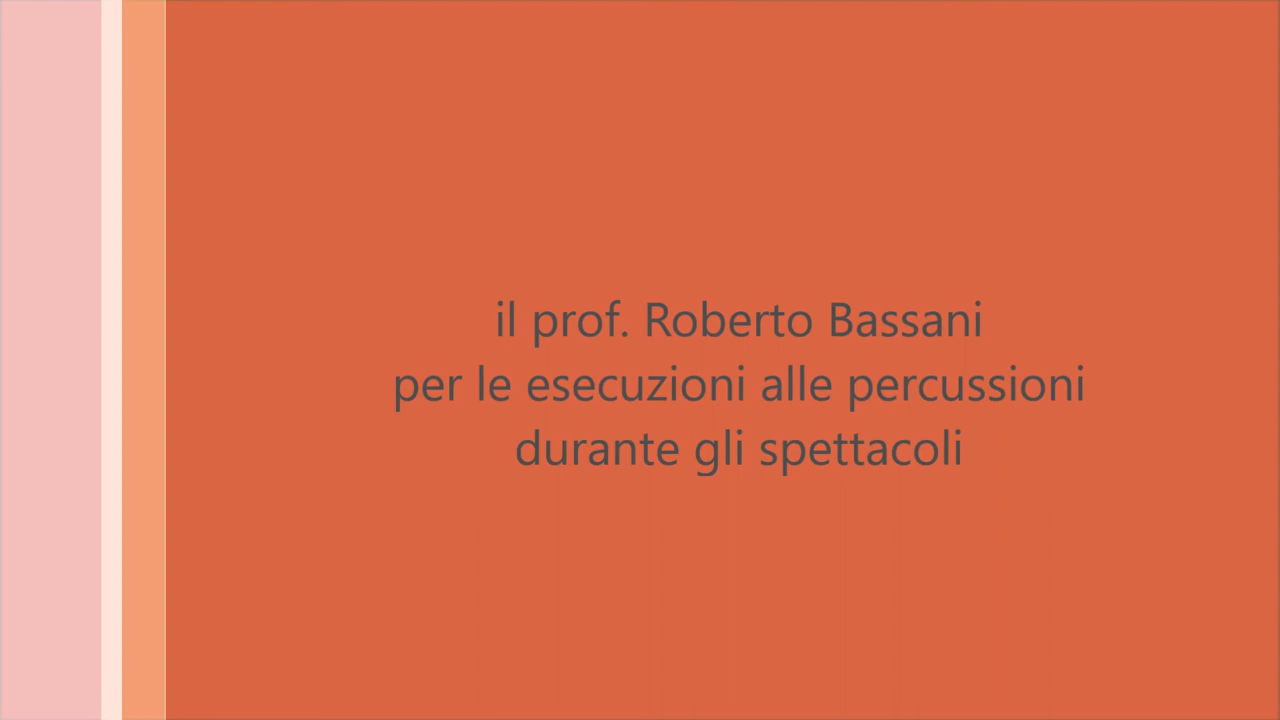 il prof. Roberto Bassani
per le esecuzioni alle percussioni
durante gli spettacoli